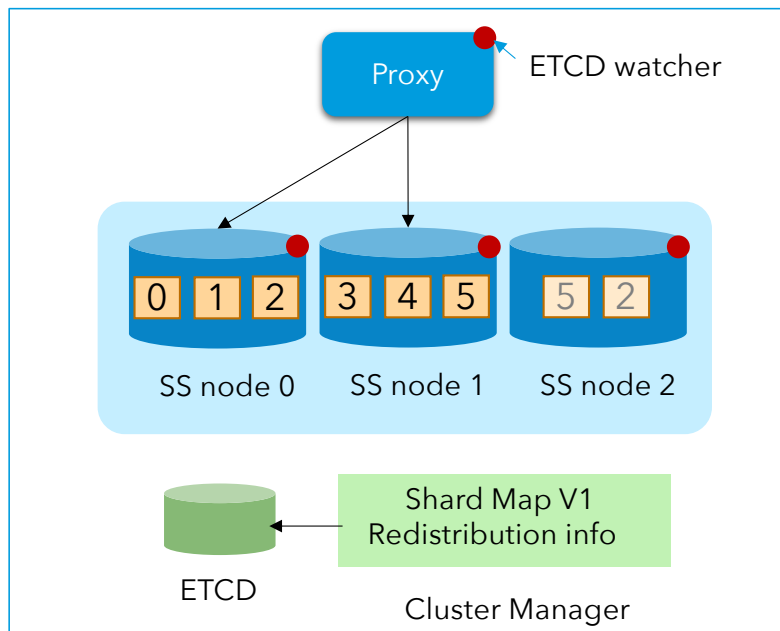 Proxy
ETCD watcher
0 1 2 3 4 5 5 2
SS node 0 SS node 1 SS node 2
Shard Map V1
Redistribution info
ETCD
Cluster Manager